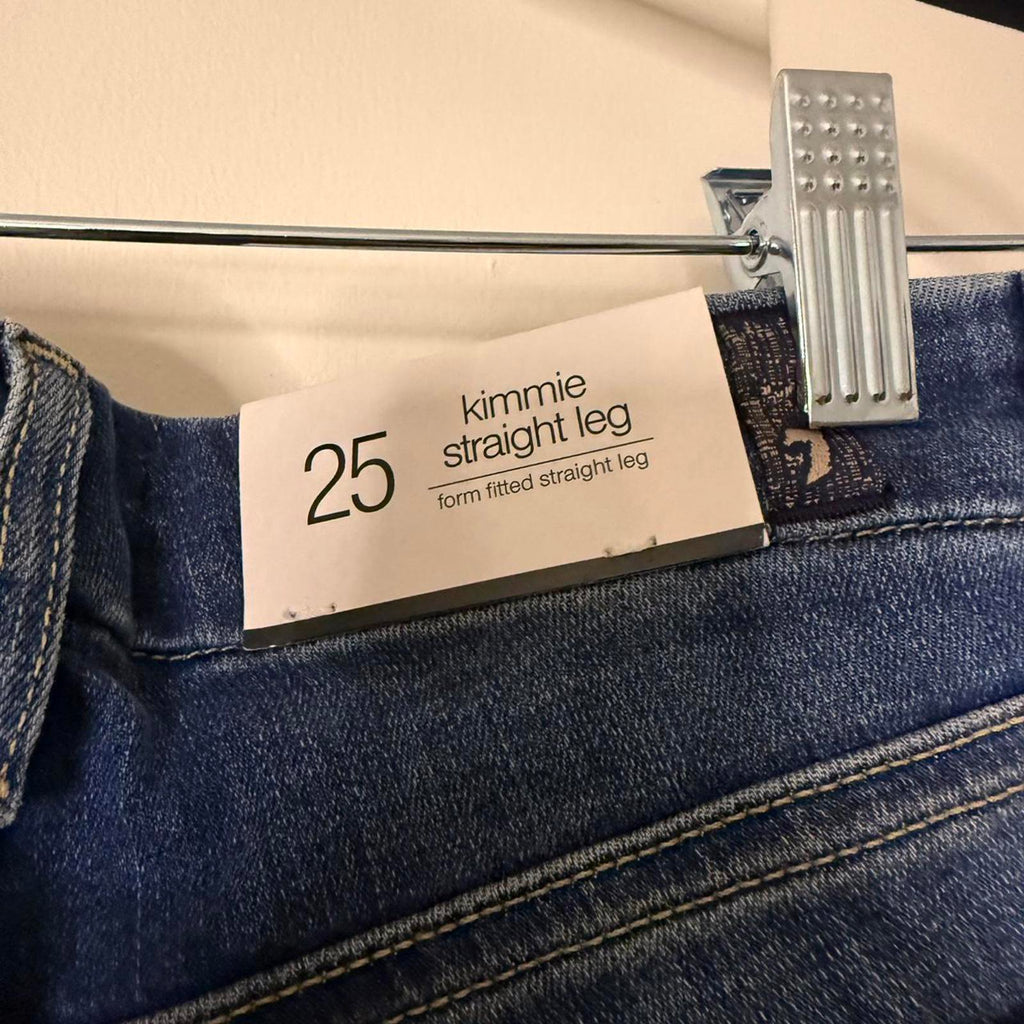 25
kimmie
straight leg
form fitted straight leg